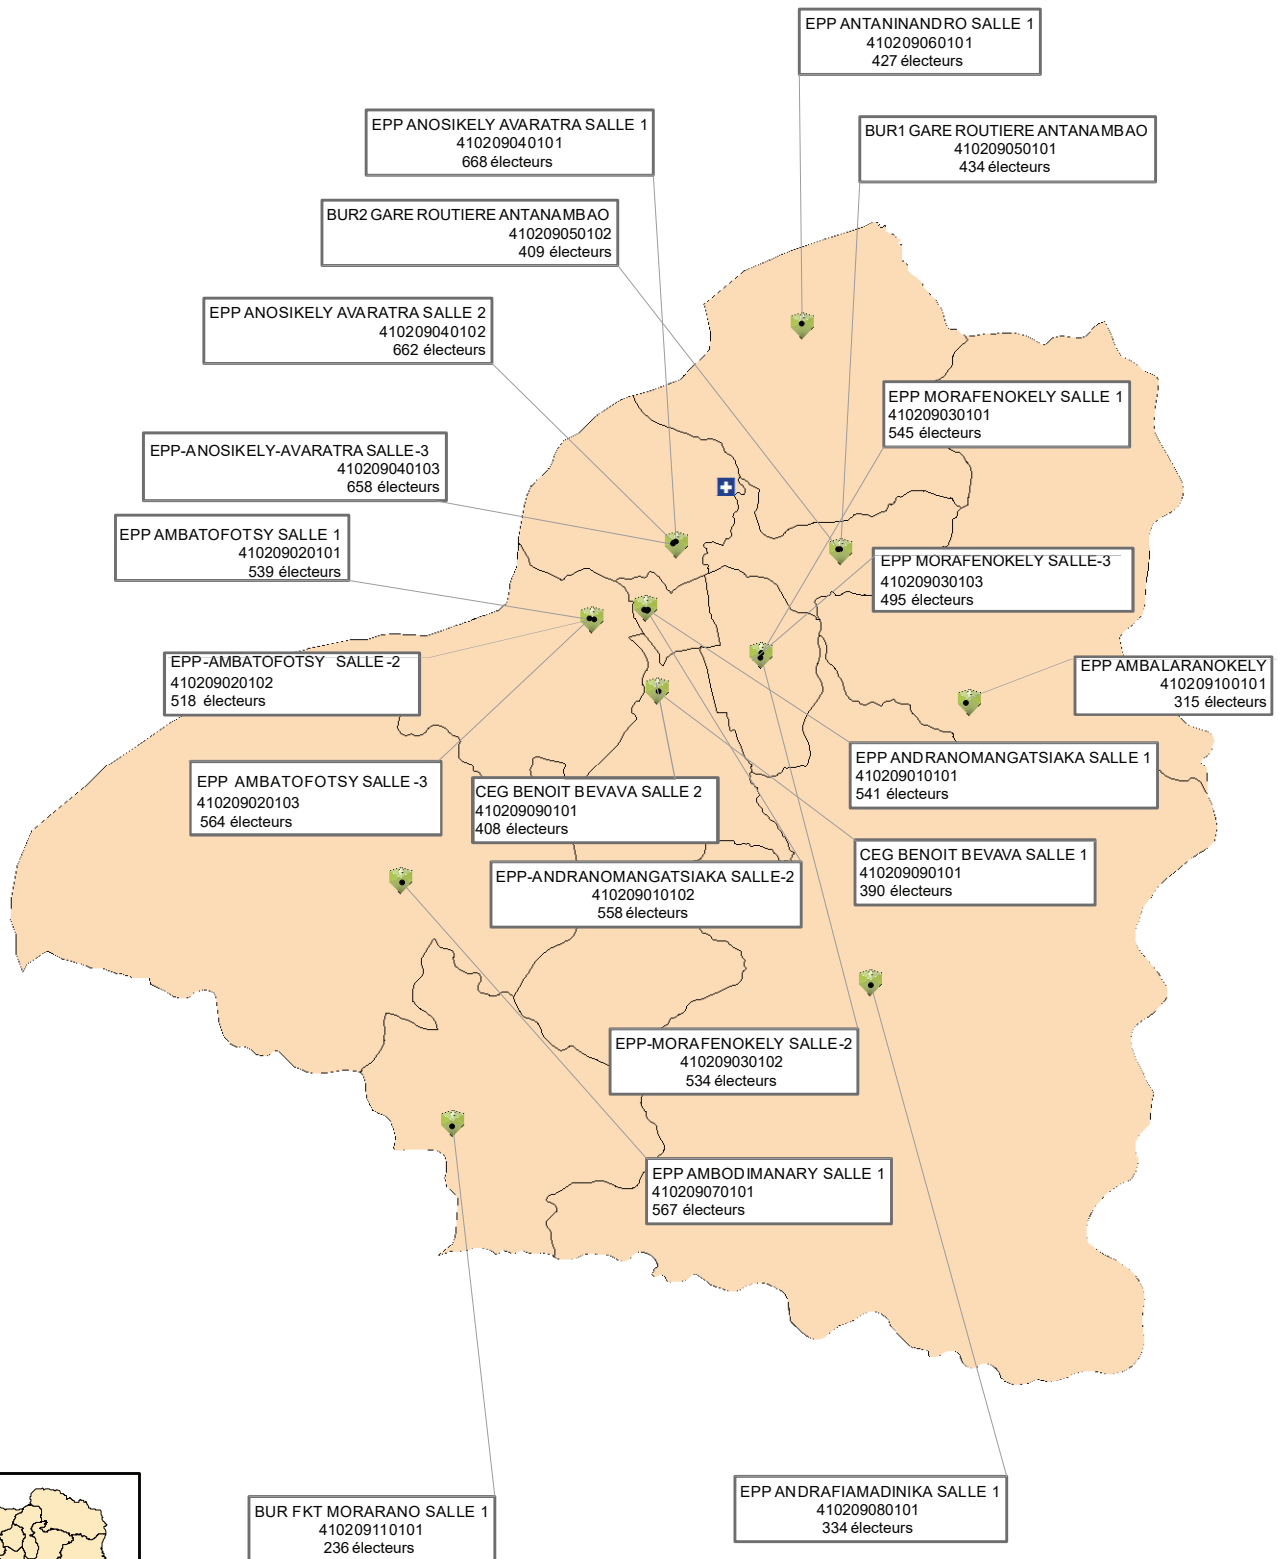 EPP ANTANINANDRO SALLE 1
410209060101
427 électeurs
EPP ANOSIKELY AVARATRA SALLE 1
410209040101
668 électeurs
BUR1 GARE ROUTIERE ANTANAMBAO
410209050101
434 électeurs
BUR2 GARE ROUTIERE ANTANAMBAO
410209050102
409 électeurs
EPP ANOSIKELY AVARATRA SALLE 2
410209040102
662 électeurs
EPP MORAFENOKELY SALLE 1
410209030101
545 électeurs
EPP-ANOSIKELY-AVARATRA SALLE-3
410209040103
658 électeurs
EPP AMBATOFOTSY SALLE 1
410209020101
539 électeurs
EPP MORAFENOKELY SALLE-3
410209030103
495 électeurs
EPP-AMBATOFOTSY SALLE-2
410209020102
518 électeurs
EPP AMBALARANOKELY
410209100101
315 électeurs
EPP ANDRANOMANGATSIAKA SALLE 1
410209010101
541 électeurs
EPP AMBATOFOTSY SALLE-3
410209020103
564 électeurs
CEG BENOIT BEVAVA SALLE 2
410209090101
408 électeurs
CEG BENOIT BEVAVA SALLE 1
410209090101
390 électeurs
EPP-ANDRANOMANGATSIAKA SALLE-2
410209010102
558 électeurs
EPP-MORAFENOKELY SALLE-2
410209030102
534 électeurs
EPP AMBODIMANARY SALLE 1
410209070101
567 électeurs
EPP ANDRAFIAMADINIKA SALLE 1
410209080101
334 électeurs
BUR FKT MORARANO SALLE 1
410209110101
236 électeurs